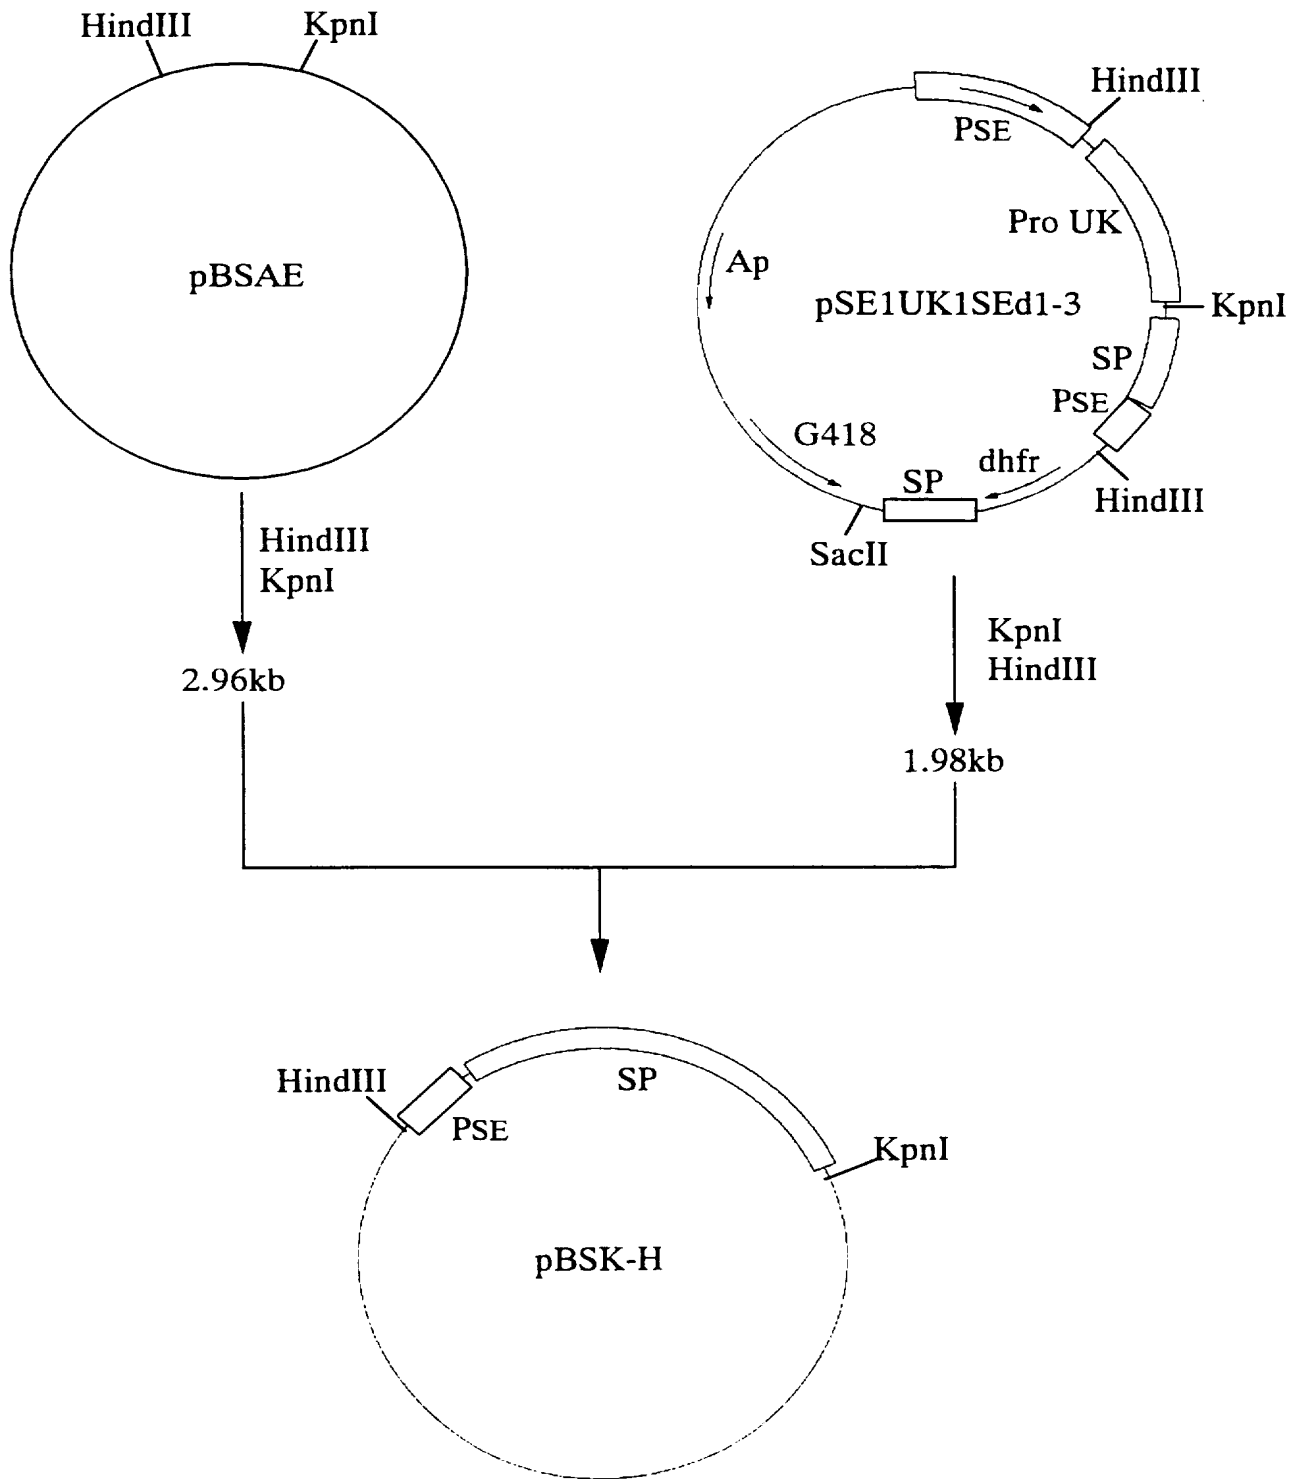 HindIII
KpnI
pBSAE
HindIII
KpnI
2.96kb
HindIII
PSE
Pro UK
Ap
pSE1UK1SEd1-3
KpnI
SP
PSE
G418
dhfr
SP
HindIII
SacII
KpnI
HindIII
1.98kb
HindIII
PSE
SP
KpnI
pBSK-H